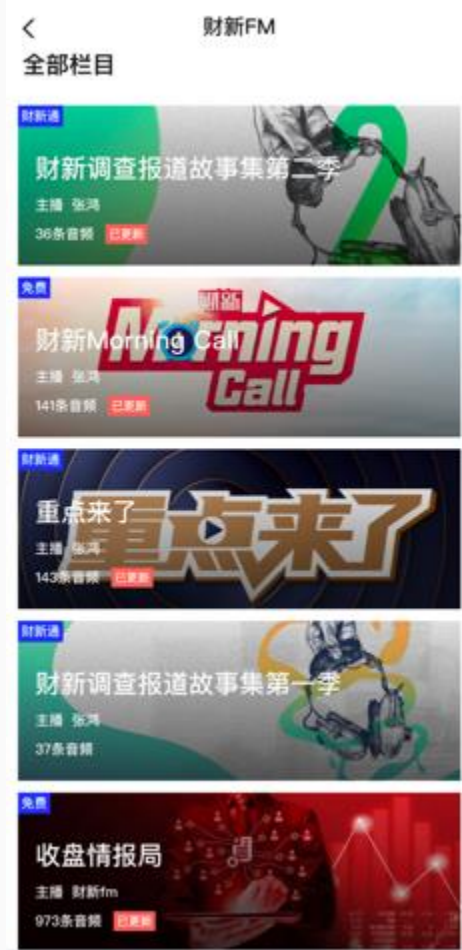 财新FM
全部栏目
财新通
财新调查报道故事集第二季
主播 张鸿
36条音频 已更新
免费
财新
Morning
Call
财新Morning Call
主播 张鸿
141条音频 已更新
财新通
重点来了
重点来了
主播 张鸿
143条音频 已更新
财新通
财新调查报道故事集第一季
主播 张鸿
37条音频
免费
收盘情报局
主播 财新fm
973条音频 已更新